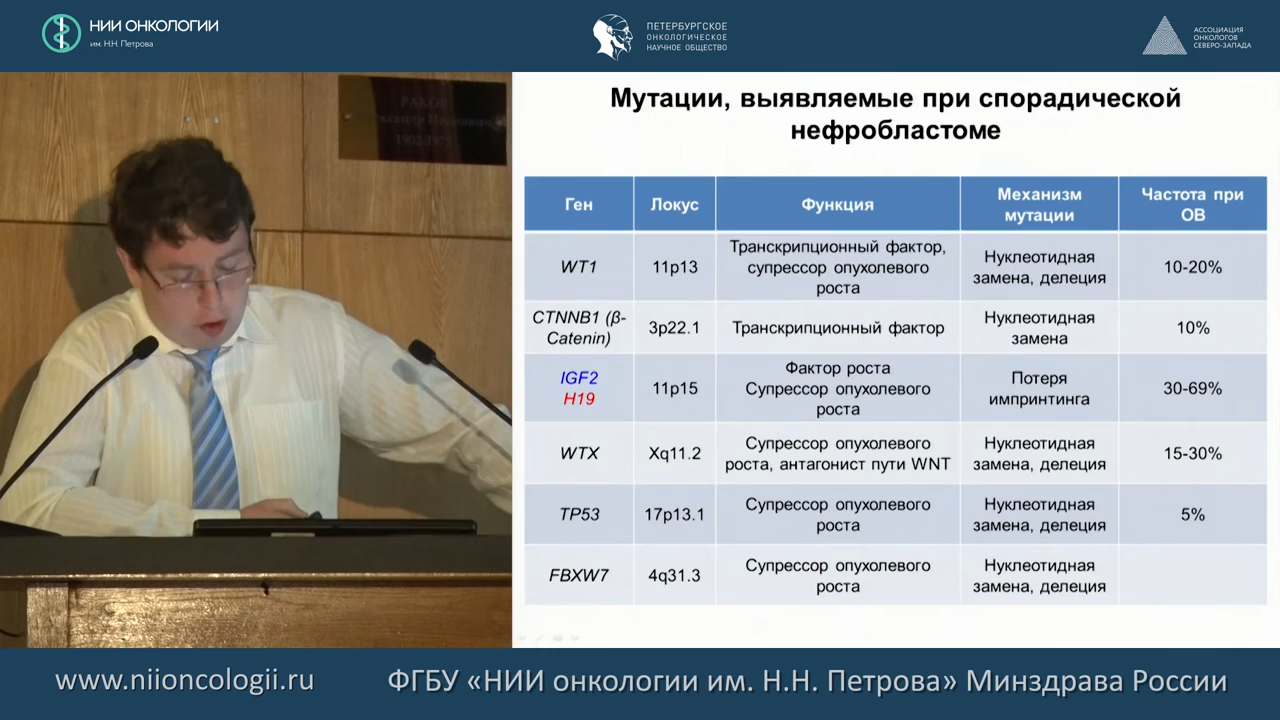 НИИ ОНКОЛОГИИ
им. Н.Н. Петрова
ПЕТЕРБУРГСКОЕ
ОНКОЛОГИЧЕСКОЕ
НАУЧНОЕ ОБЩЕСТВО
АССОЦИАЦИЯ
ОНКОЛОГОВ
СЕВЕРО-ЗАПАДА
РАКОВ
1902-1972
Мутации, выявляемые при спорадической
нефробластоме
Ген
Локус
Функция
Механизм
мутации
Частота при
ОВ
WT1
11p13
Транскрипционный фактор,
супрессор опухолевого
роста
Нуклеотидная
замена, делеция
10-20%
CTNNB1 (β-
Catenin)
3p22.1
Транскрипционный фактор
Нуклеотидная
замена
10%
IGF2
H19
11p15
Фактор роста
Супрессор опухолевого
роста
Потеря
импринтинга
30-69%
WTX
Xq11.2
Супрессор опухолевого
роста, антагонист пути WNT
Нуклеотидная
замена, делеция
15-30%
TP53
17p13.1
Супрессор опухолевого
роста
Нуклеотидная
замена, делеция
5%
FBXW7
4q31.3
Супрессор опухолевого
роста
Нуклеотидная
замена, делеция
www.niioncologii.ru
ФГБУ «НИИ онкологии им. Н.Н. Петрова» Минздрава России